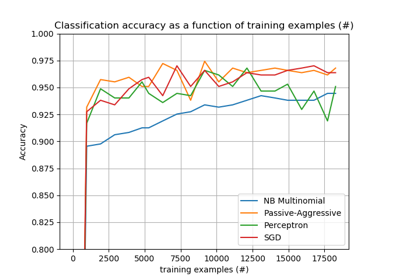 Classification accuracy as a function of training examples (#)
1.000
0.975
0.950
0.925
0.900
0.875
0.850
0.825
0.800
Accuracy
NB Multinomial
Passive-Aggressive
Perceptron
SGD
0 2500 5000 7500 10000 12500 15000 17500
training examples (#)